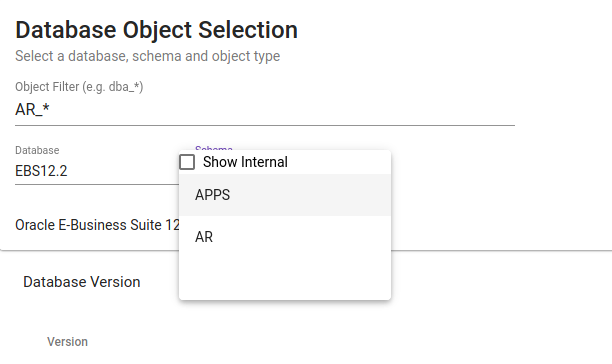 Database Object Selection
Select a database, schema and object type
Object Filter (e.g. dba_*)
AR_*
Database
EBS12.2
Schema
Show Internal
APPS
AR
Oracle E-Business Suite 12
Database Version
Version